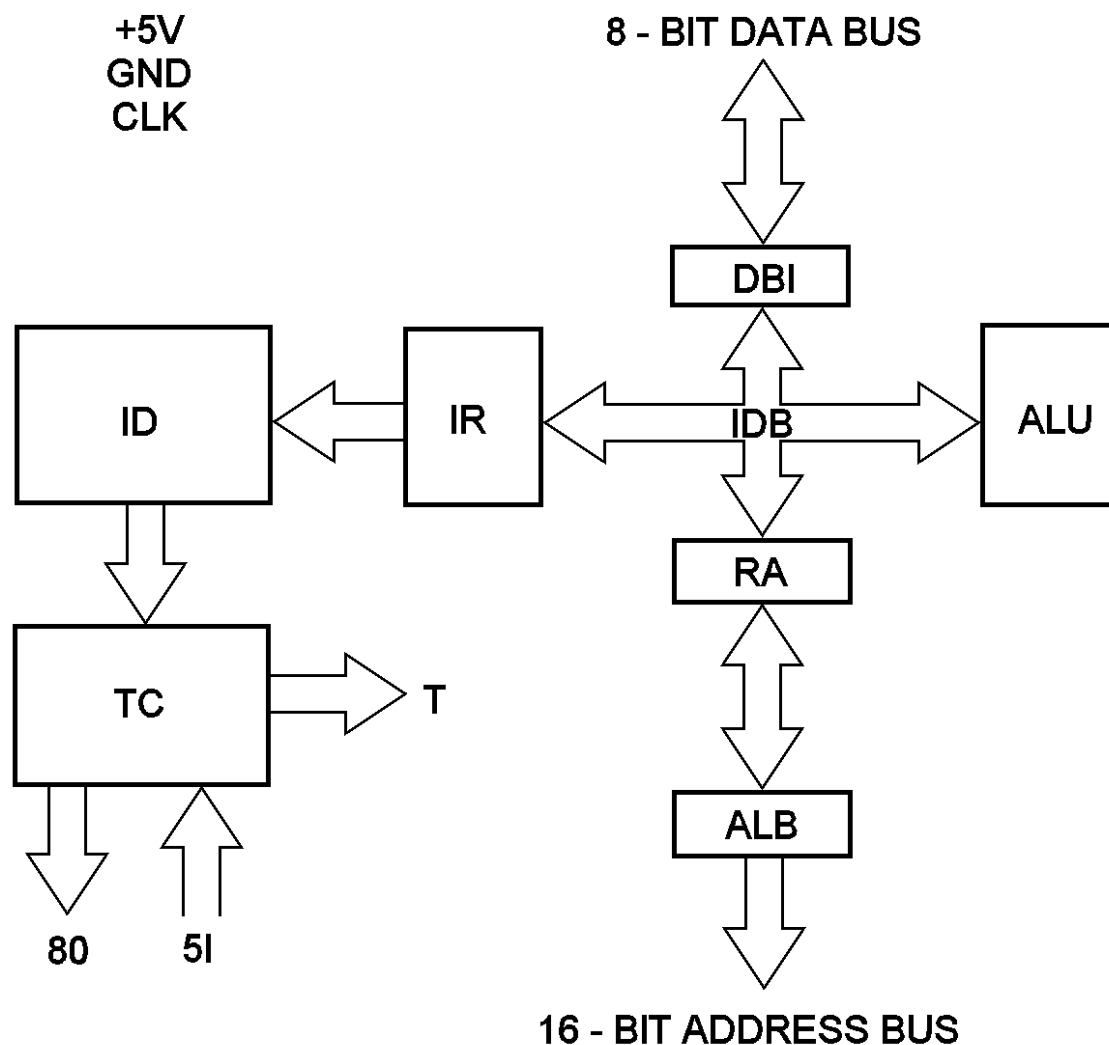 +5V
GND
CLK
8 - BIT DATA BUS
DBI
ID
IR
IDB
ALU
RA
TC
T
ALB
80
5I
16 - BIT ADDRESS BUS